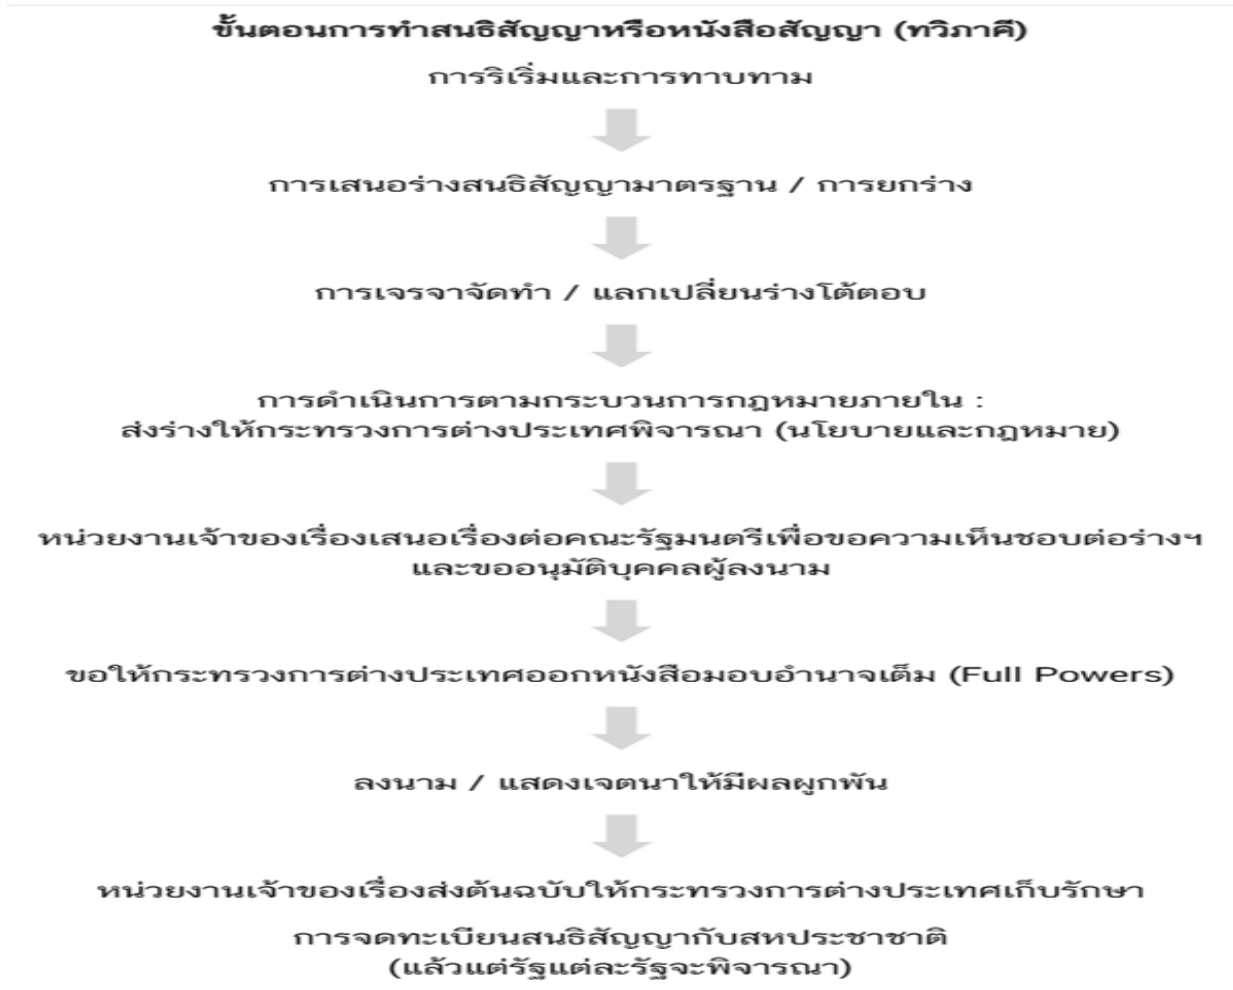 ขั้นตอนการทำสนธิสัญญาหรือหนังสือสัญญา (ทวิภาคี)
การริเริ่มและการทาบทาม
การเสนอร่างสนธิสัญญามาตรฐาน / การยกร่าง
การเจรจาจัดทำ / แลกเปลี่ยนร่างโต้ตอบ
การดำเนินการตามกระบวนการกฎหมายภายใน :
ส่งร่างให้กระทรวงการต่างประเทศพิจารณา (นโยบายและกฎหมาย)
หน่วยงานเจ้าของเรื่องเสนอเรื่องต่อคณะรัฐมนตรีเพื่อขอความเห็นชอบต่อร่างฯ
และขออนุมัติบุคคลผู้ลงนาม
ขอให้กระทรวงการต่างประเทศออกหนังสือมอบอำนาจเต็ม (Full Powers)
ลงนาม / แสดงเจตนาให้มีผลผูกพัน
หน่วยงานเจ้าของเรื่องส่งต้นฉบับให้กระทรวงการต่างประเทศเก็บรักษา
การจดทะเบียนสนธิสัญญากับสหประชาชาติ
(แล้วแต่รัฐแต่ละรัฐจะพิจารณา)